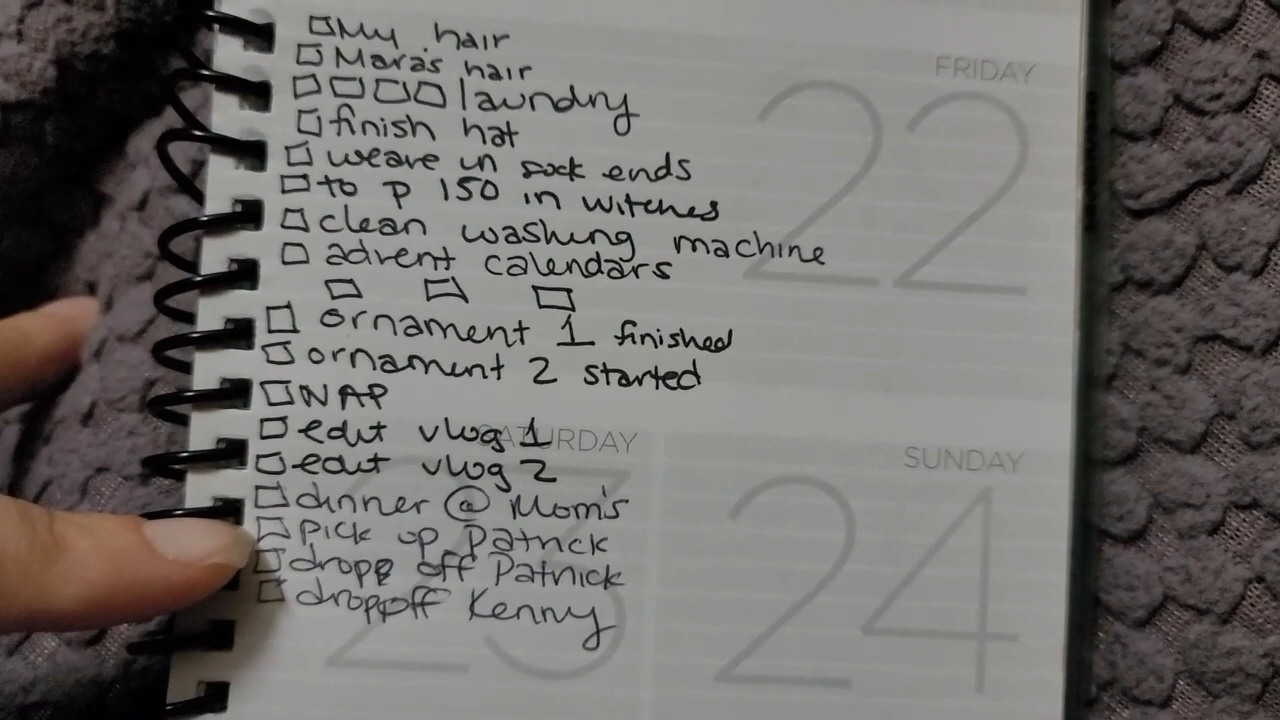 My hair
Mara's hair
FRIDAY
laundry
22
finish hat
weave in sock ends
to p 150 in witches
clean washing machine
advent calendars
ornament 1 finished
ornament 2 started
NAP
edit vlog 1
SATURDAY
SUNDAY
edit vlog 2
dinner @ Mom's
23
24
pick up Patrick
drop off Patrick
dropoff Kenny